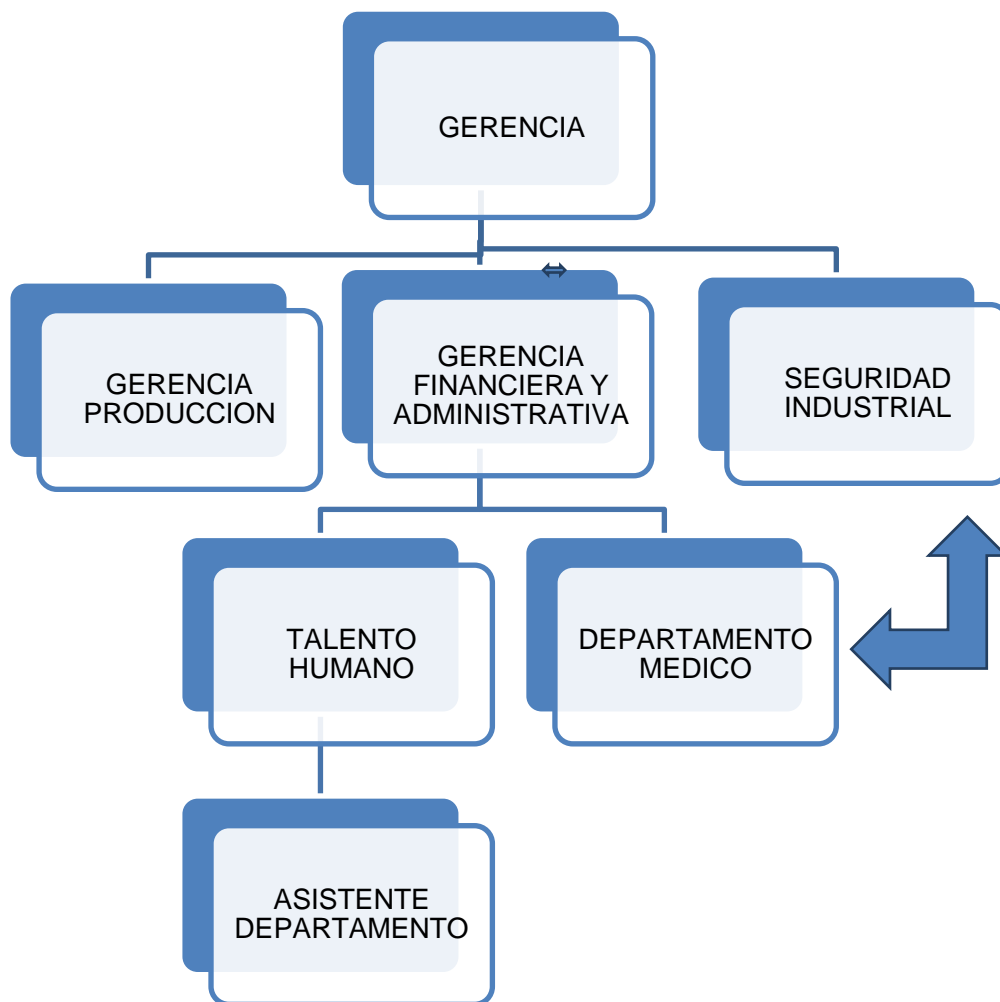 GERENCIA
GERENCIA
PRODUCCION
GERENCIA
FINANCIERA Y
ADMINISTRATIVA
SEGURIDAD
INDUSTRIAL
TALENTO
HUMANO
DEPARTAMENTO
MEDICO
ASISTENTE
DEPARTAMENTO